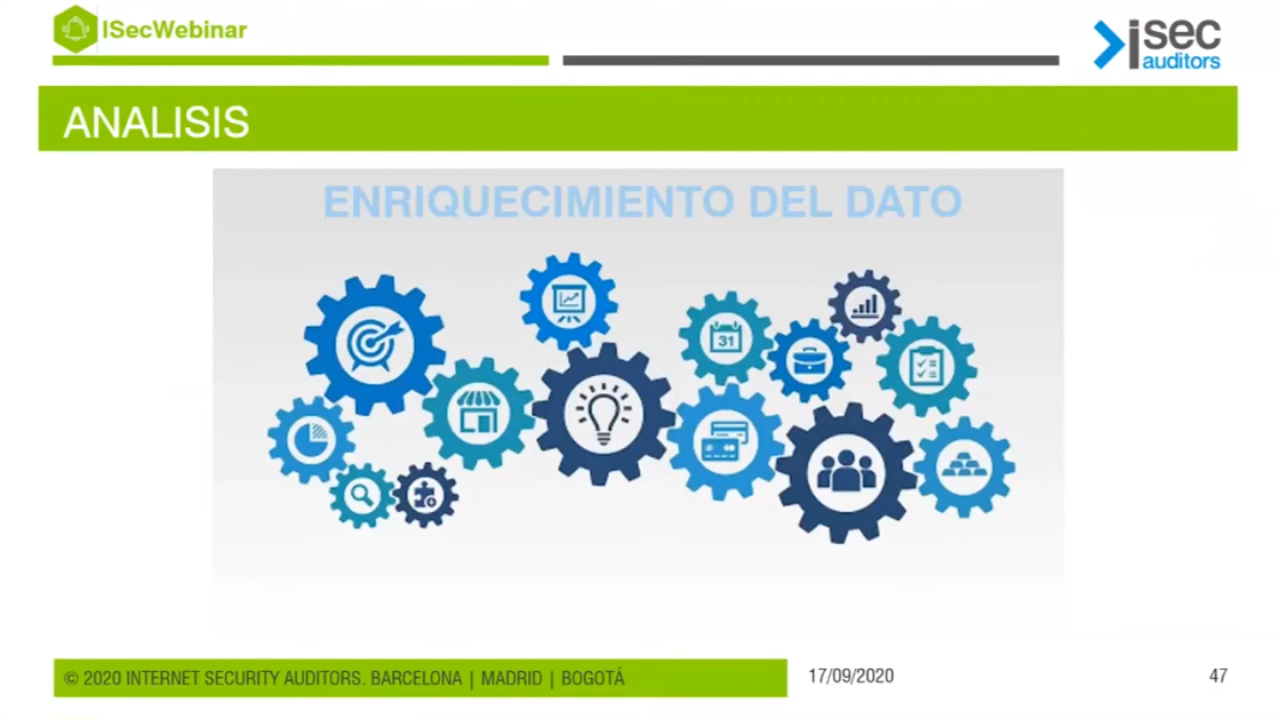 ISecWebinar
isec
auditors
ANALISIS
ENRIQUECIMIENTO DEL DATO
31
© 2020 INTERNET SECURITY AUDITORS. BARCELONA | MADRID | BOGOTÁ
17/09/2020
47